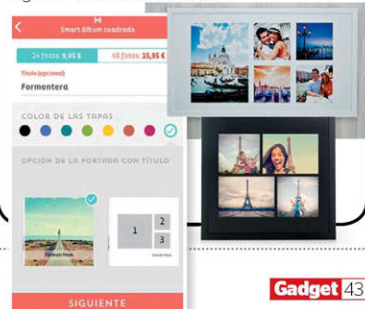 Smart álbum cuadrado
24 fotos 9,95 €
48 fotos 15,95 €
Título (opcional)
Formentera
COLOR DE LAS TAPAS
OPCIÓN DE LA PORTADA CON TÍTULO
1
2
3
SIGUIENTE
Gadget 43